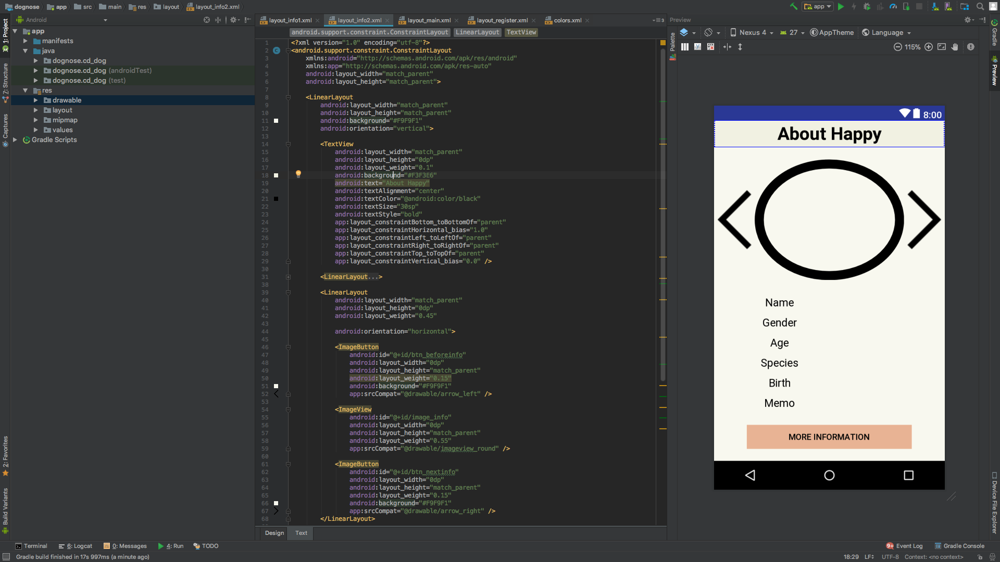 dognose app src main res layout layout_info2.xml app
Android layout_info1.xml layout_info2.xml layout_main.xml layout_register.xml colors.xml 3 Preview
android.support.constraint.ConstraintLayout LinearLayout TextView
Nexus 4 27 AppTheme Language
115%
1: Project
Z: Structure
Captures
2: Favorites
Build Variants
app
manifests
java
dognose.cd_dog
dognose.cd_dog (androidTest)
dognose.cd_dog (test)
res
drawable
layout
mipmap
values
Gradle Scripts
1 <?xml version="1.0" encoding="utf-8"?>
2 <android.support.constraint.ConstraintLayout
3 xmlns:android="http://schemas.android.com/apk/res/android"
4 xmlns:app="http://schemas.android.com/apk/res-auto"
5 android:layout_width="match_parent"
6 android:layout_height="match_parent">
7
8 <LinearLayout
9 android:layout_width="match_parent"
10 android:layout_height="match_parent"
11 android:background="#F9F9F1"
12 android:orientation="vertical">
13
14 <TextView
15 android:layout_width="match_parent"
16 android:layout_height="0dp"
17 android:layout_weight="0.1"
18 android:background="#F3F3E6"
19 android:text="About Happy"
20 android:textAlignment="center"
21 android:textColor="@android:color/black"
22 android:textSize="30sp"
23 android:textStyle="bold"
24 app:layout_constraintBottom_toBottomOf="parent"
25 app:layout_constraintHorizontal_bias="1.0"
26 app:layout_constraintLeft_toLeftOf="parent"
27 app:layout_constraintRight_toRightOf="parent"
28 app:layout_constraintTop_toTopOf="parent"
29 app:layout_constraintVertical_bias="0.0" />
30
31 <LinearLayout...>
38
39 <LinearLayout
40 android:layout_width="match_parent"
41 android:layout_height="0dp"
42 android:layout_weight="0.45"
43
44 android:orientation="horizontal">
45
46 <ImageButton
47 android:id="@+id/btn_beforeinfo"
48 android:layout_width="0dp"
49 android:layout_height="match_parent"
50 android:layout_weight="0.15"
51 android:background="#F9F9F1"
52 app:srcCompat="@drawable/arrow_left" />
53
54 <ImageView
55 android:id="@+id/image_info"
56 android:layout_width="0dp"
57 android:layout_height="match_parent"
58 android:layout_weight="0.55"
59 app:srcCompat="@drawable/imageview_round" />
60
61 <ImageButton
62 android:id="@+id/btn_nextinfo"
63 android:layout_width="0dp"
64 android:layout_height="match_parent"
65 android:layout_weight="0.15"
66 android:background="#F9F9F1"
67 app:srcCompat="@drawable/arrow_right" />
68 </LinearLayout>
Design Text
Palette
8:00
About Happy
Name
Gender
Age
Species
Birth
Memo
MORE INFORMATION
Gradle
Preview
Device File Explorer
Terminal 6: Logcat 0: Messages 4: Run TODO 9+ Event Log Gradle Console
Gradle build finished in 17s 997ms (a minute ago) 18:29 LF UTF-8 Context: <no context>